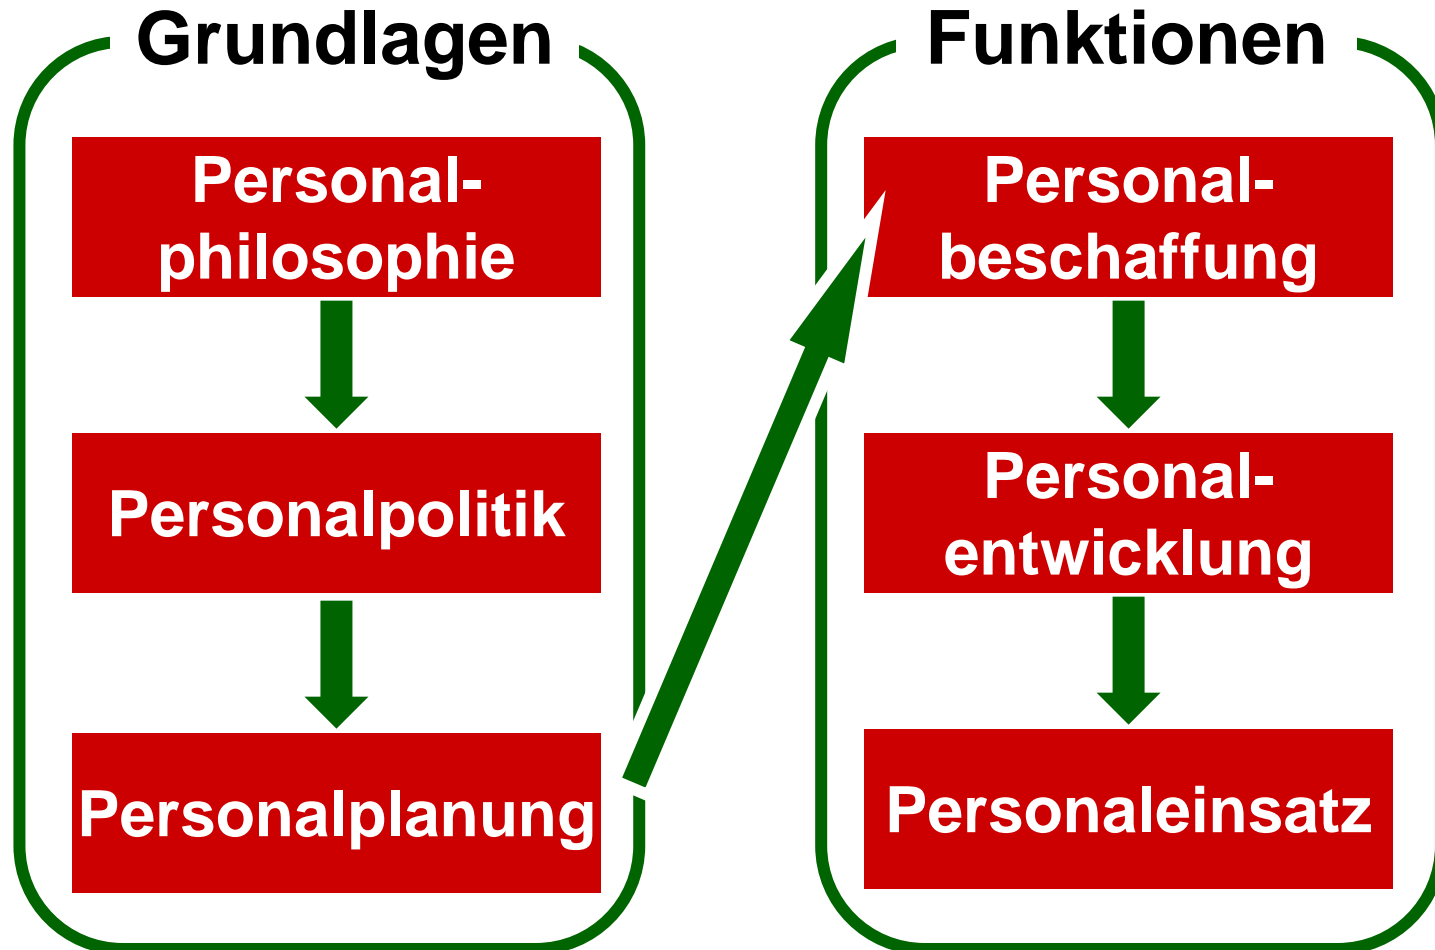 Grundlagen
Personal-
philosophie
Personalpolitik
Personalplanung
Funktionen
Personal-
beschaffung
Personal-
entwicklung
Personaleinsatz